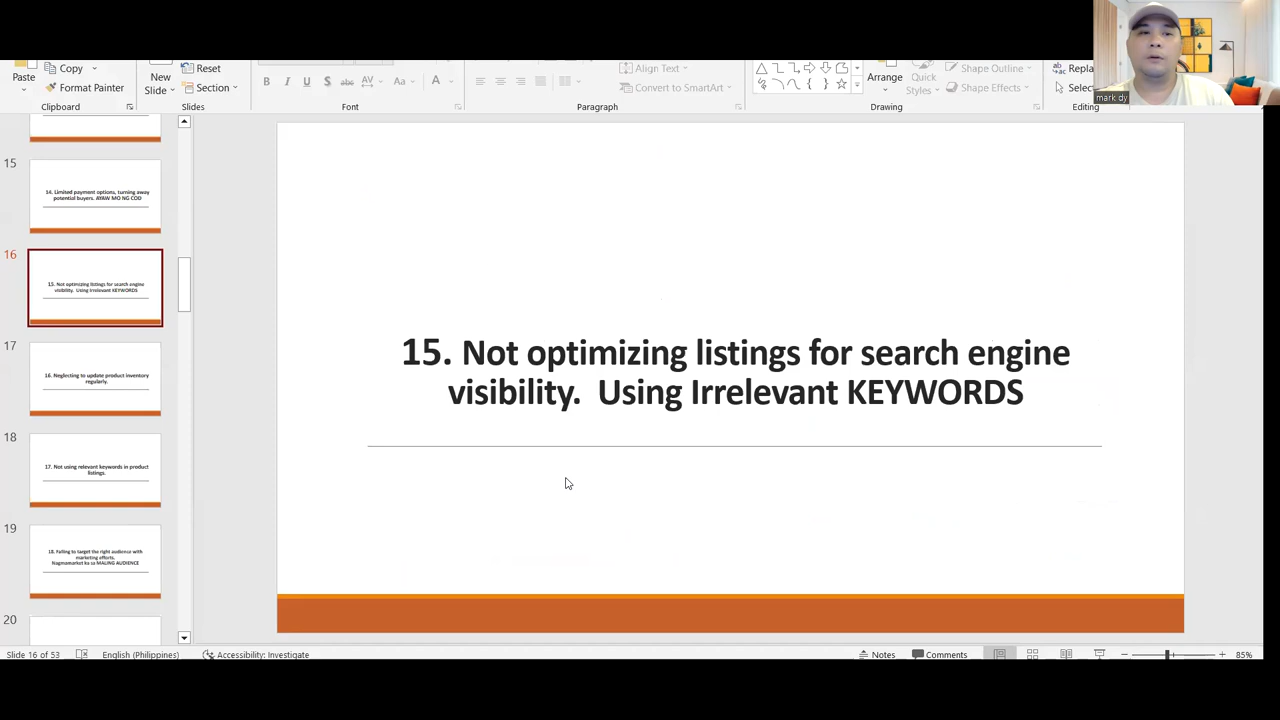 Paste
Copy
Format Painter
Clipboard
New
Slide
Reset
Section
Slides
B I U S abc AV Aa A
Font
Paragraph
Align Text
Convert to SmartArt
Arrange
Quick
Styles
Shape Outline
Shape Effects
Drawing
Repla
Selec
Editing
mark dy
15
14. Limited payment options, turning away
potential buyers. AYAW MO NG COD
16
15. Not optimizing listings for search engine
visibility. Using Irrelevant KEYWORDS
17
16. Neglecting to update product inventory
regularly.
18
17. Not using relevant keywords in product
listings.
19
18. Failing to target the right audience with
marketing efforts.
Nagmamarket ka sa MALING AUDIENCE
20
15. Not optimizing listings for search engine
visibility. Using Irrelevant KEYWORDS
Slide 16 of 53
English (Philippines)
Accessibility: Investigate
Notes
Comments
85%